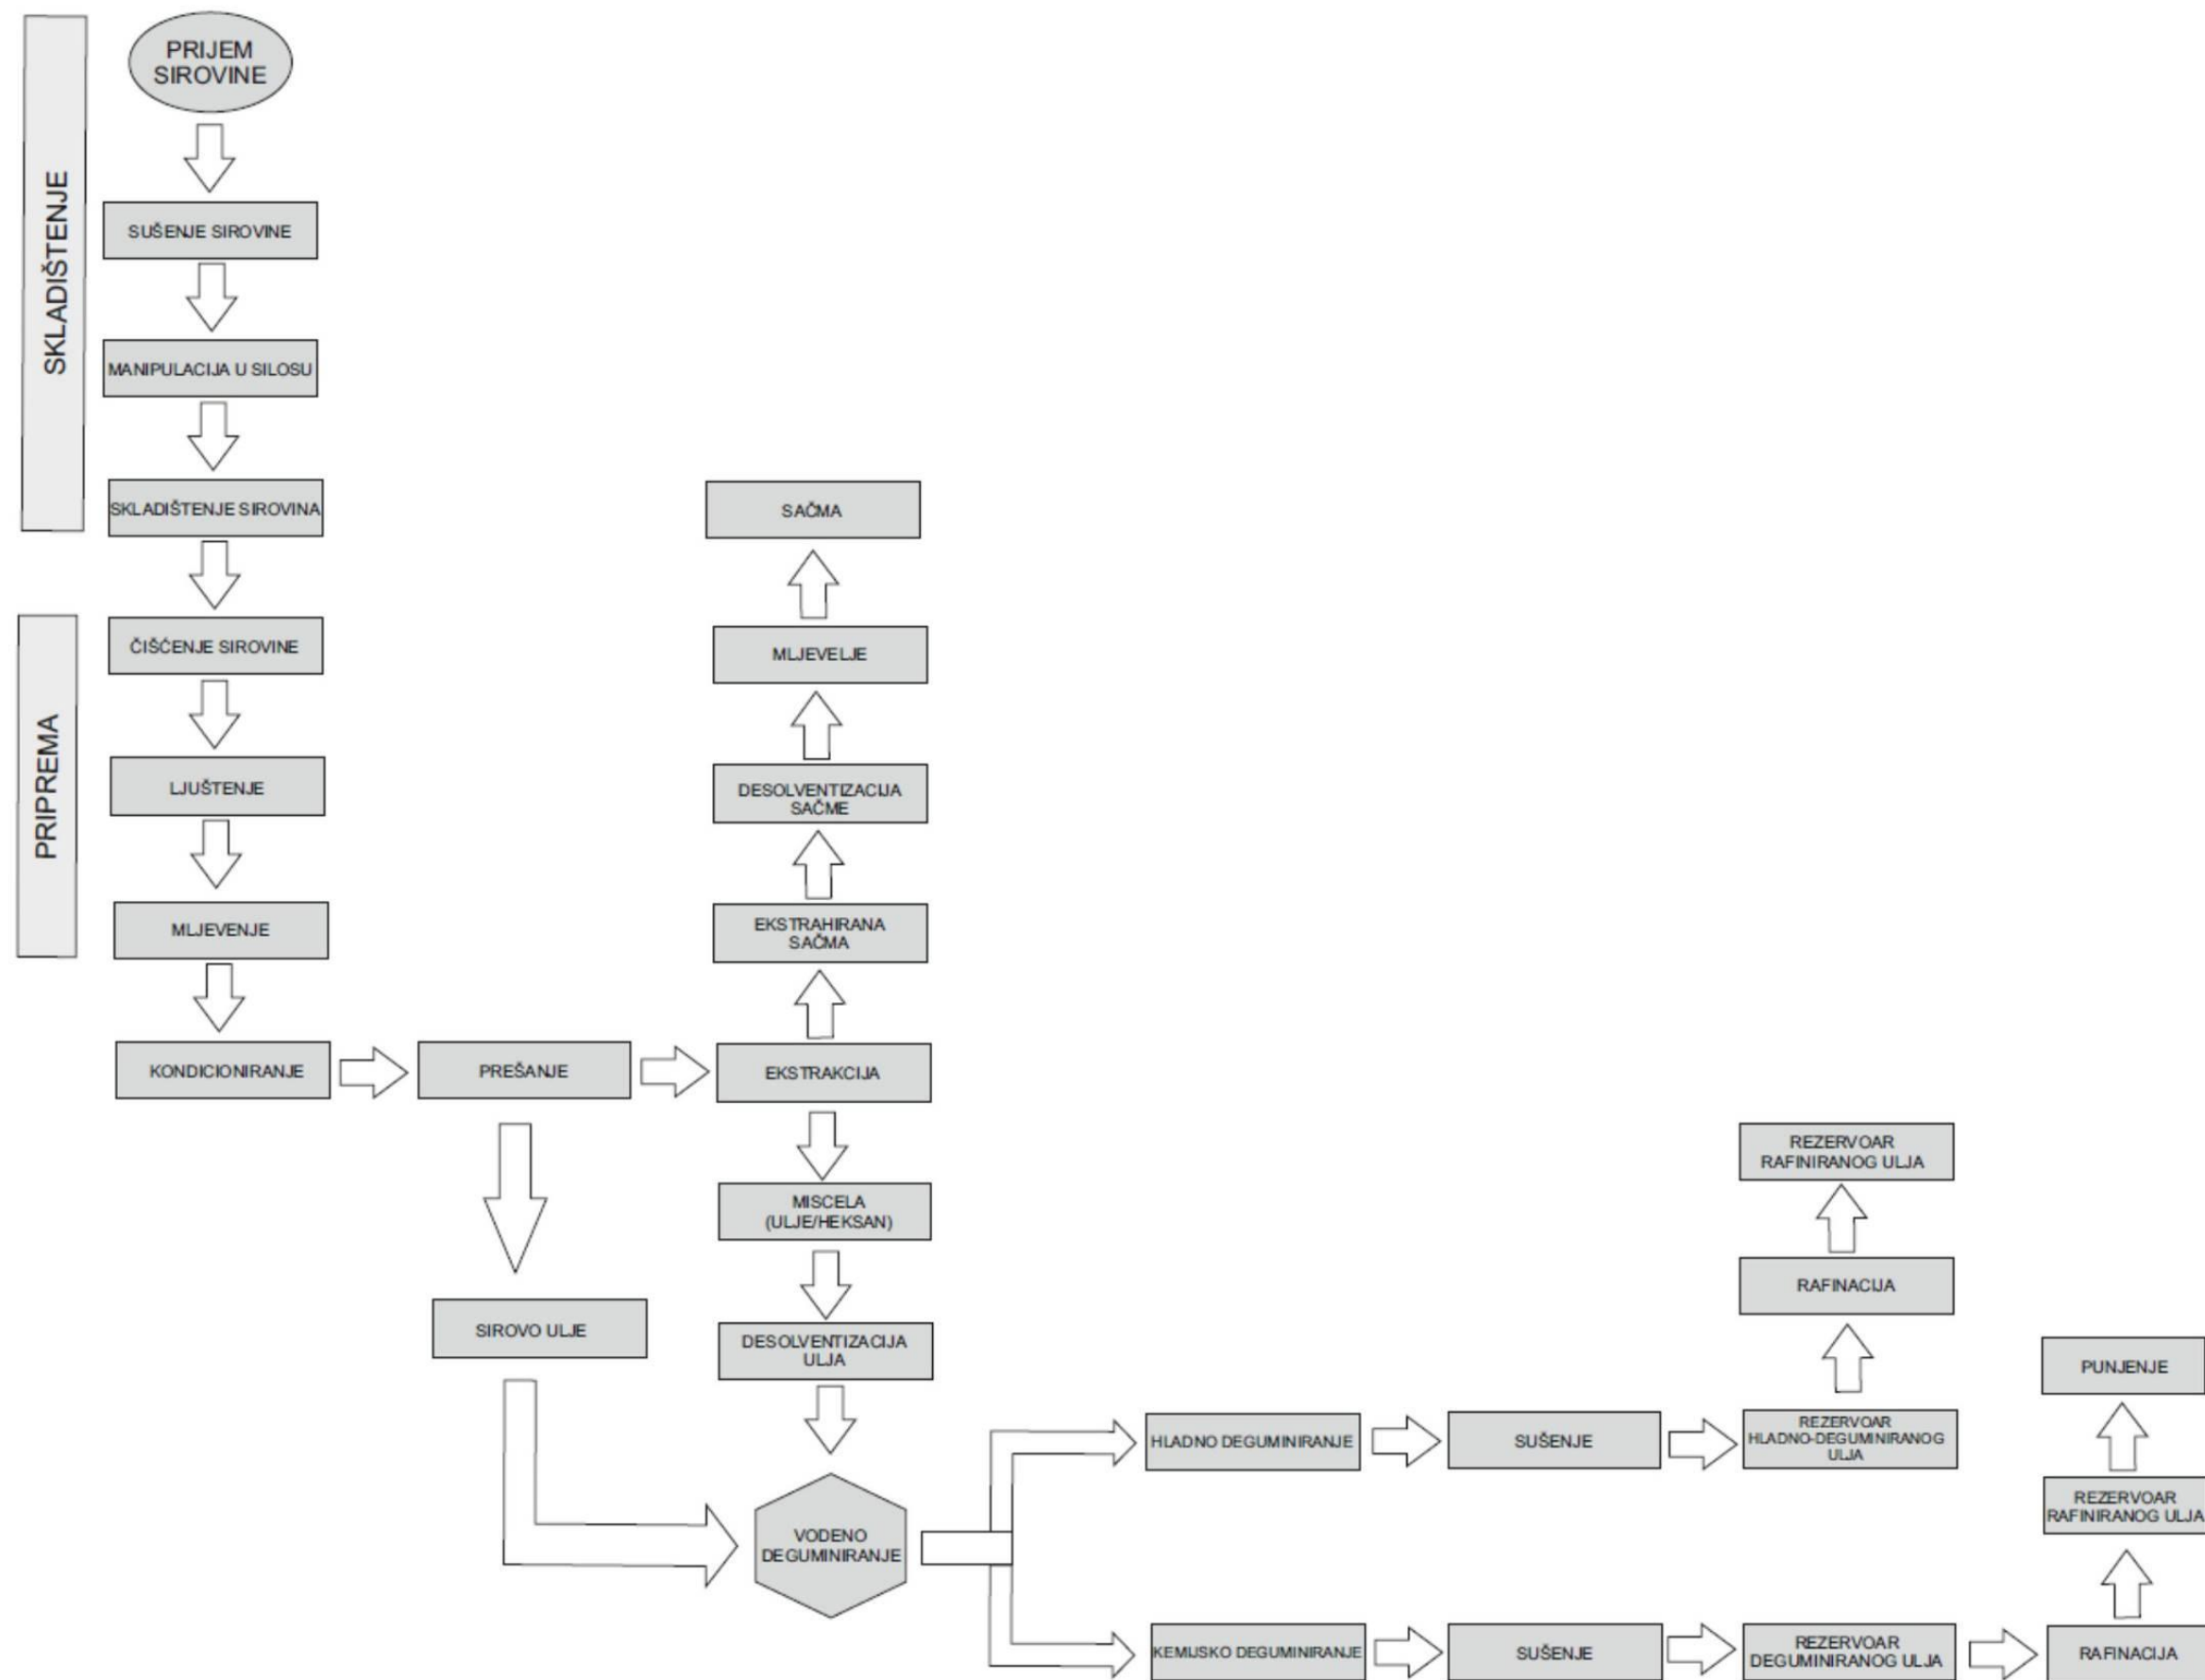 SKLADIŠTENJE
PRIJEM
SIROVINE
SUŠENJE SIROVINE
MANIPULACIJA U SILOSU
SKLADIŠTENJE SIROVINA
PRIPREMA
ČIŠĆENJE SIROVINE
LJUŠTENJE
MLJEVENJE
KONDICIONIRANJE
PREŠANJE
EKSTRAKCIJA
SAČMA
MLJEVELJE
DESOLVENTIZACIJA
SAČME
EKSTRAHIRANA
SAČMA
MISCELA
(ULJE/HEKSAN)
DESOLVENTIZACIJA
ULJA
SIROVO ULJE
VODENO
DEGUMINIRANJE
HLADNO DEGUMINIRANJE
SUŠENJE
REZERVOAR
HLADNO-DEGUMINIRANOG
ULJA
RAFINACIJA
REZERVOAR
RAFINIRANOG ULJA
KEMIJSKO DEGUMINIRANJE
SUŠENJE
REZERVOAR
DEGUMINIRANOG ULJA
RAFINACIJA
REZERVOAR
RAFINIRANOG ULJA
PUNJENJE